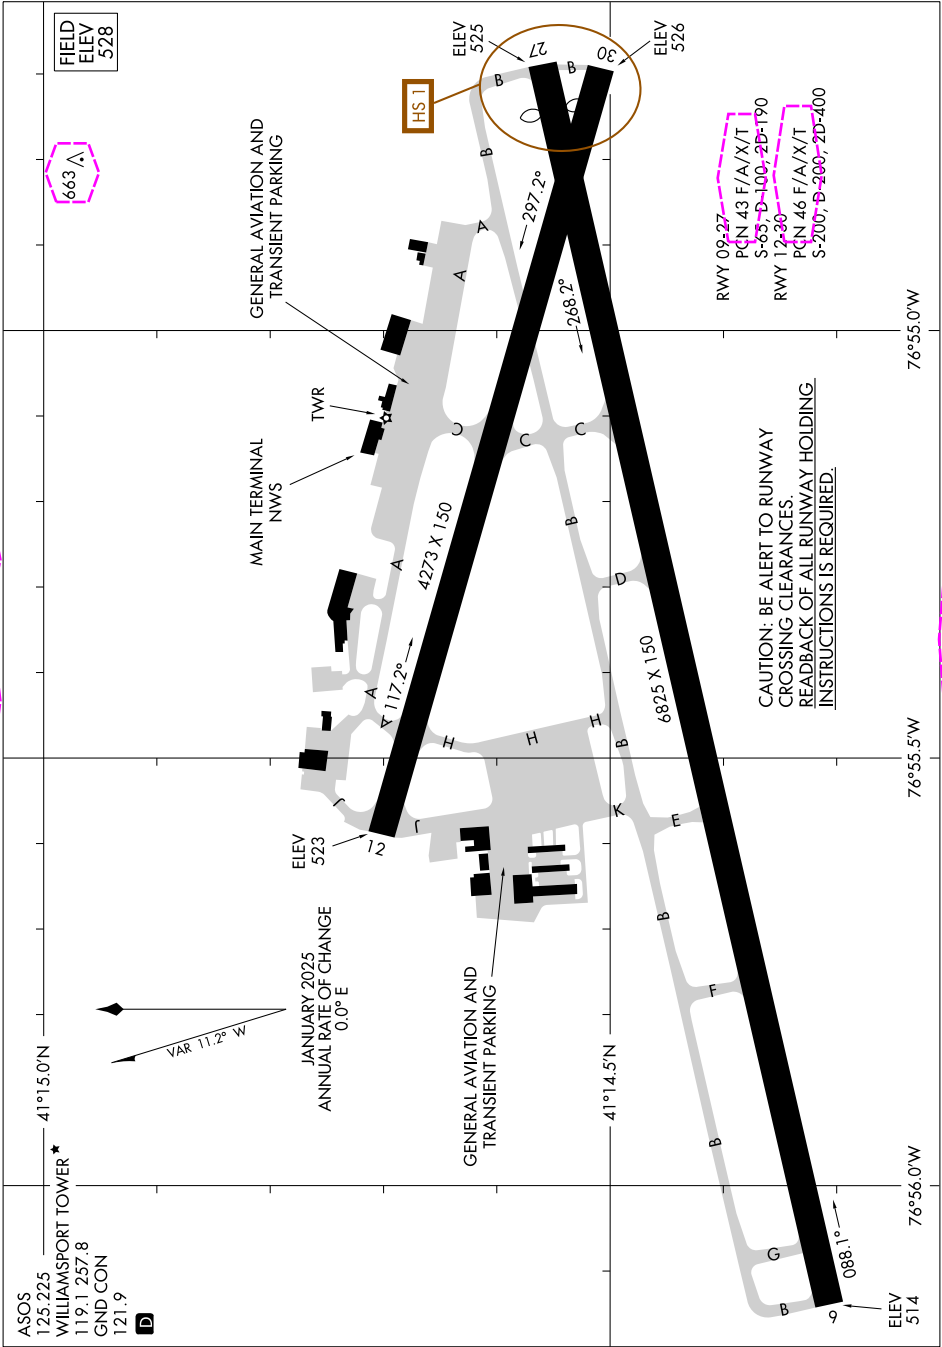 ASOS
125.225
WILLIAMSPORT TOWER★
119.1 257.8
GND CON
121.9
D
FIELD
ELEV
528
663
41°15.0'N
VAR 11.2° W
JANUARY 2025
ANNUAL RATE OF CHANGE
0.0° E
GENERAL AVIATION AND
TRANSIENT PARKING
MAIN TERMINAL
NWS
TWR
GENERAL AVIATION AND
TRANSIENT PARKING
HS 1
ELEV
525
27
30
ELEV
526
B
B
B
A
A
297.2°
268.2°
C
C
C
A
4273 X 150
B
D
A
A
117.2°
H
H
H
B
J
J
12
ELEV
523
K
E
6825 X 150
B
F
B
G
B
088.1°
9
ELEV
514
41°14.5'N
RWY 09-27
PCN 43 F/A/X/T
S-65, D-100, 2D-190
RWY 12-30
PCN 46 F/A/X/T
S-200, D-200, 2D-400
CAUTION: BE ALERT TO RUNWAY
CROSSING CLEARANCES.
READBACK OF ALL RUNWAY HOLDING
INSTRUCTIONS IS REQUIRED.
76°56.0'W
76°55.5'W
76°55.0'W